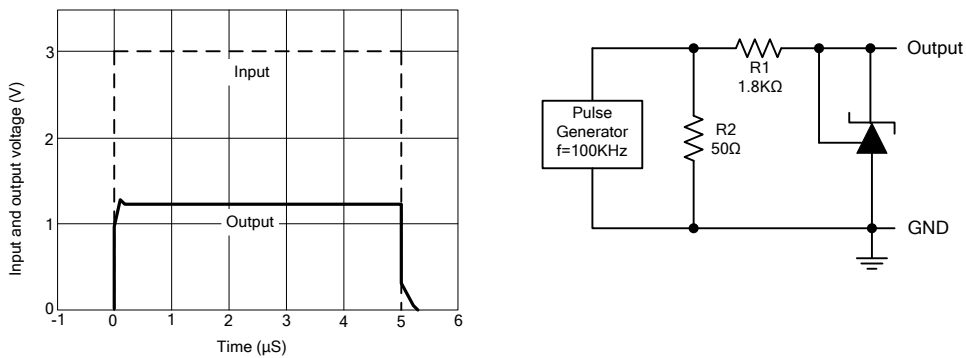 Input and output voltage (V)
3
2
1
0
Input
Output
-1
0
1
2
3
4
5
6
Time (µS)
Pulse
Generator
f=100KHz
R2
50Ω
R1
1.8KΩ
Output
GND